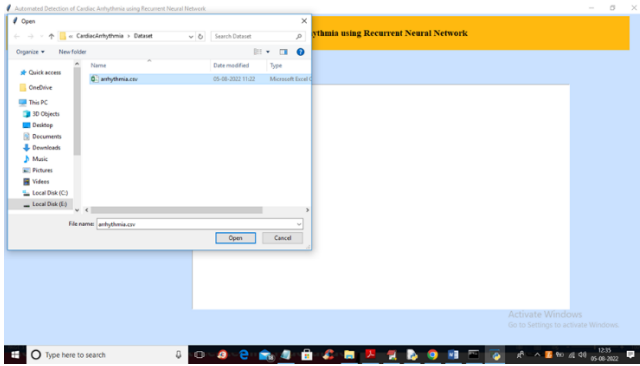 Automated Detection of Cardiac Arrhythmia using Recurrent Neural Network
Open
« CardiacArrhythmia › Dataset
Search Dataset
ythmia using Recurrent Neural Network
Organize
New folder
Name
Date modified
Type
Quick access
OneDrive
This PC
3D Objects
Desktop
Documents
Downloads
Music
Pictures
Videos
Local Disk (C:)
Local Disk (E:)
arrhythmia.csv
05-08-2022 11:22
Microsoft Excel C
File name:
arrhythmia.csv
Open
Cancel
Activate Windows
Go to Settings to activate Windows.
Type here to search
12:35
05-08-2022